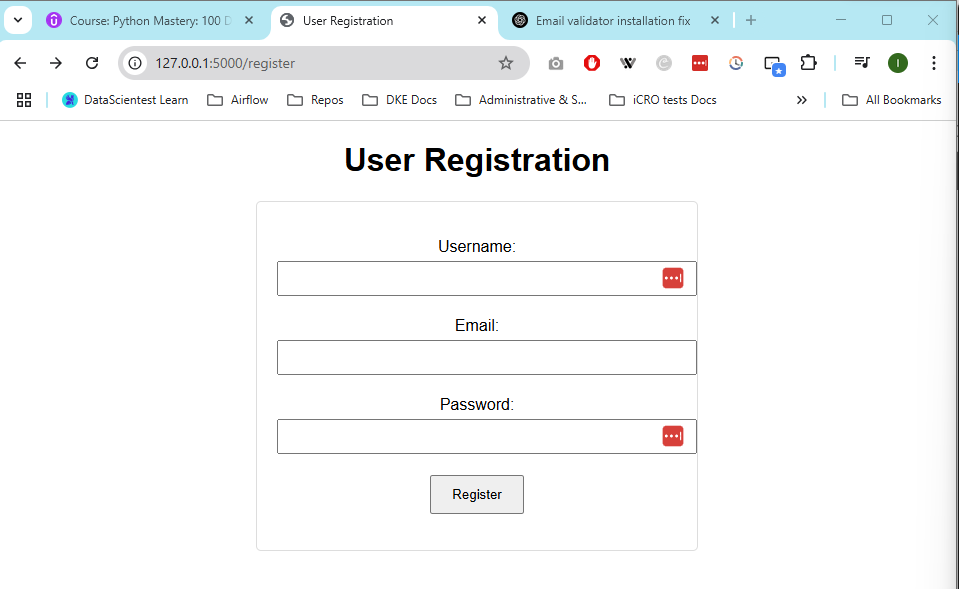 Course: Python Mastery: 100 D
User Registration
Email validator installation fix
127.0.0.1:5000/register
DataScientest Learn
Airflow
Repos
DKE Docs
Administrative & S...
iCRO tests Docs
All Bookmarks
User Registration
Username:
Email:
Password:
Register